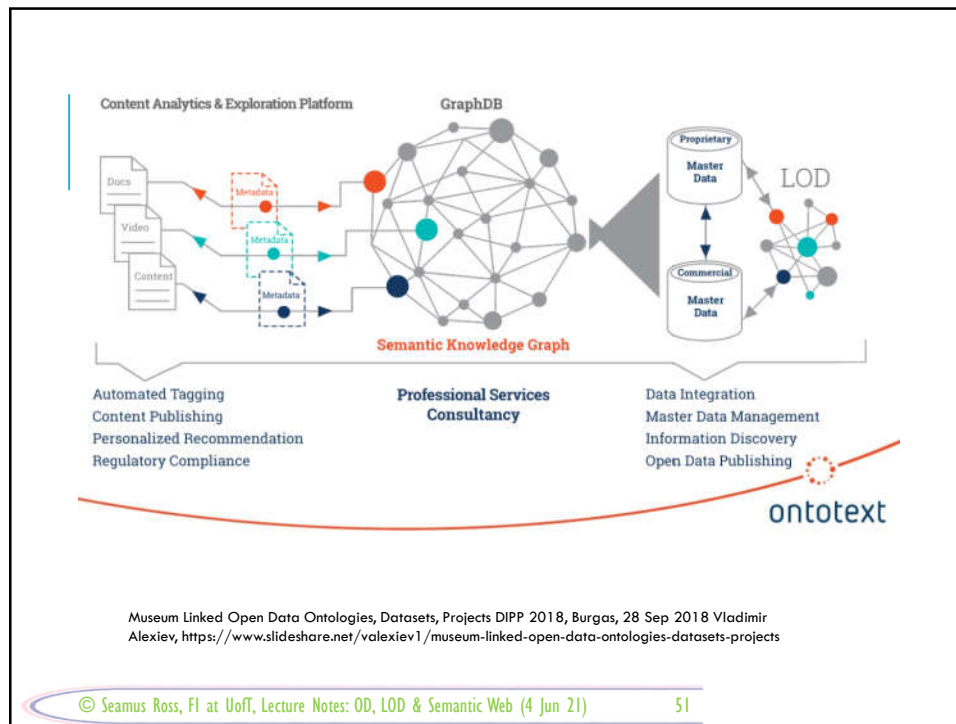 Content Analytics & Exploration Platform
GraphDB
Docs
Metadata
Video
Metadata
Content
Metadata
Semantic Knowledge Graph
Proprietary
Master
Data
LOD
Commercial
Master
Data
Automated Tagging
Content Publishing
Personalized Recommendation
Regulatory Compliance
Professional Services
Consultancy
Data Integration
Master Data Management
Information Discovery
Open Data Publishing
ontotext
Museum Linked Open Data Ontologies, Datasets, Projects DIPP 2018, Burgas, 28 Sep 2018 Vladimir
Alexiev, https://www.slideshare.net/valexiev1/museum-linked-open-data-ontologies-datasets-projects
© Seamus Ross, FI at UofT, Lecture Notes: OD, LOD & Semantic Web (4 Jun 21) 51